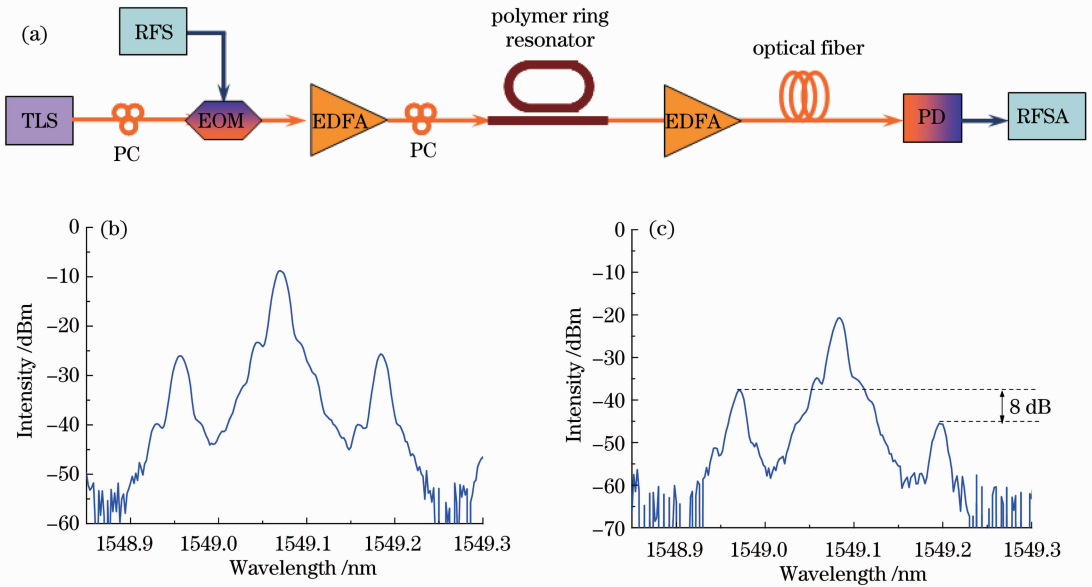 (a)
RFS
polymer ring
resonator
optical fiber
TLS
PC
EOM
EDFA
PC
EDFA
PD
RFSA
(b)
0
−10
−20
−30
−40
−50
−60
Intensity /dBm
1548.9 1549.0 1549.1 1549.2 1549.3
Wavelength /nm
(c)
0
−10
−20
−30
−40
−50
−60
−70
Intensity /dBm
8 dB
1548.9 1549.0 1549.1 1549.2 1549.3
Wavelength /nm